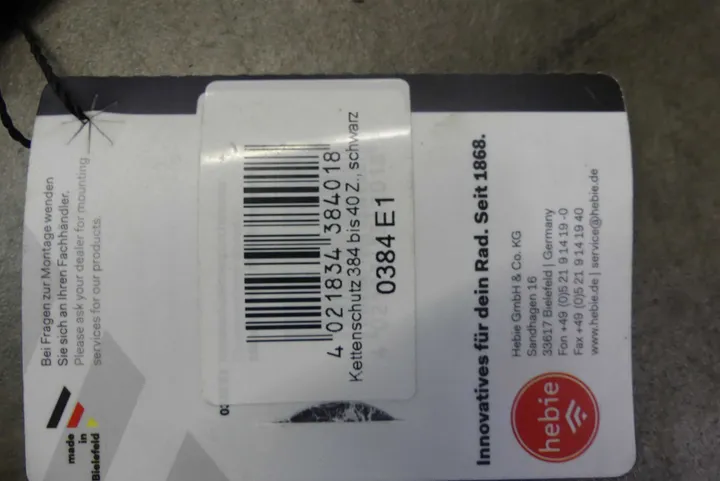 Bei Fragen zur Montage wenden
Sie sich an Ihren Fachhändler.
Please ask your dealer for mounting
services for our products.
made
in
Bielefeld
4 021834 384018
Kettenschutz 384 bis 40 Z., schwarz
0384 E1
Innovatives für dein Rad. Seit 1868.
hebie
Hebie GmbH & Co. KG
Sandhagen 16
33617 Bielefeld | Germany
Fon +49 (0)5 21 9 14 19 -0
Fax +49 (0)5 21 9 14 19 40
www.hebie.de | service@hebie.de